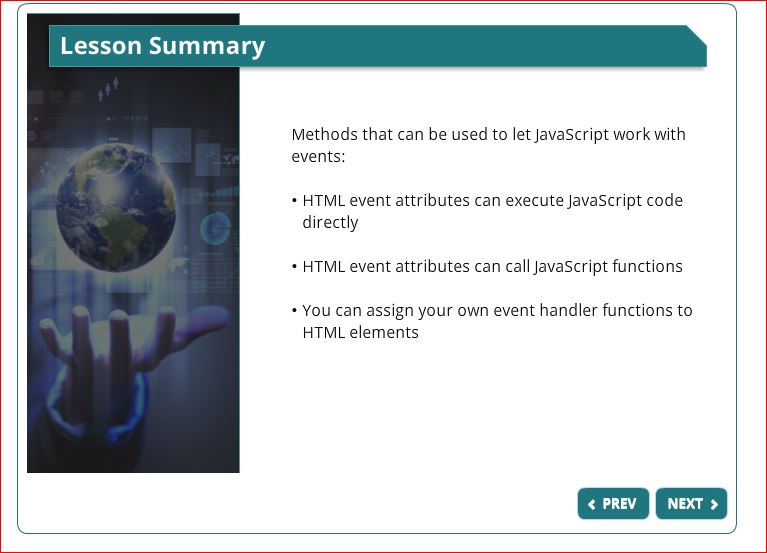 Lesson Summary
MEDIA
Methods that can be used to let JavaScript work with
events:
• HTML event attributes can execute JavaScript code
directly
• HTML event attributes can call JavaScript functions
• You can assign your own event handler functions to
HTML elements
PREV
NEXT